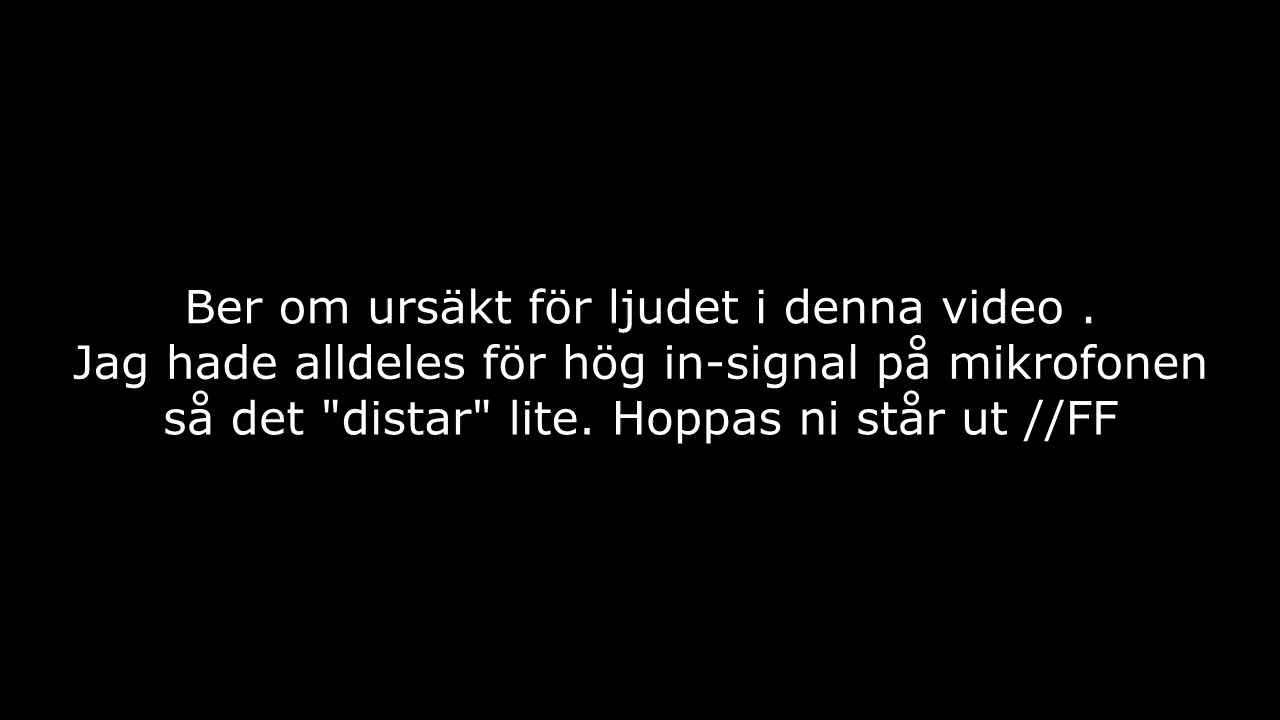 Ber om ursäkt för ljudet i denna video .
Jag hade alldeles för hög in-signal på mikrofonen
så det "distar" lite. Hoppas ni står ut //FF